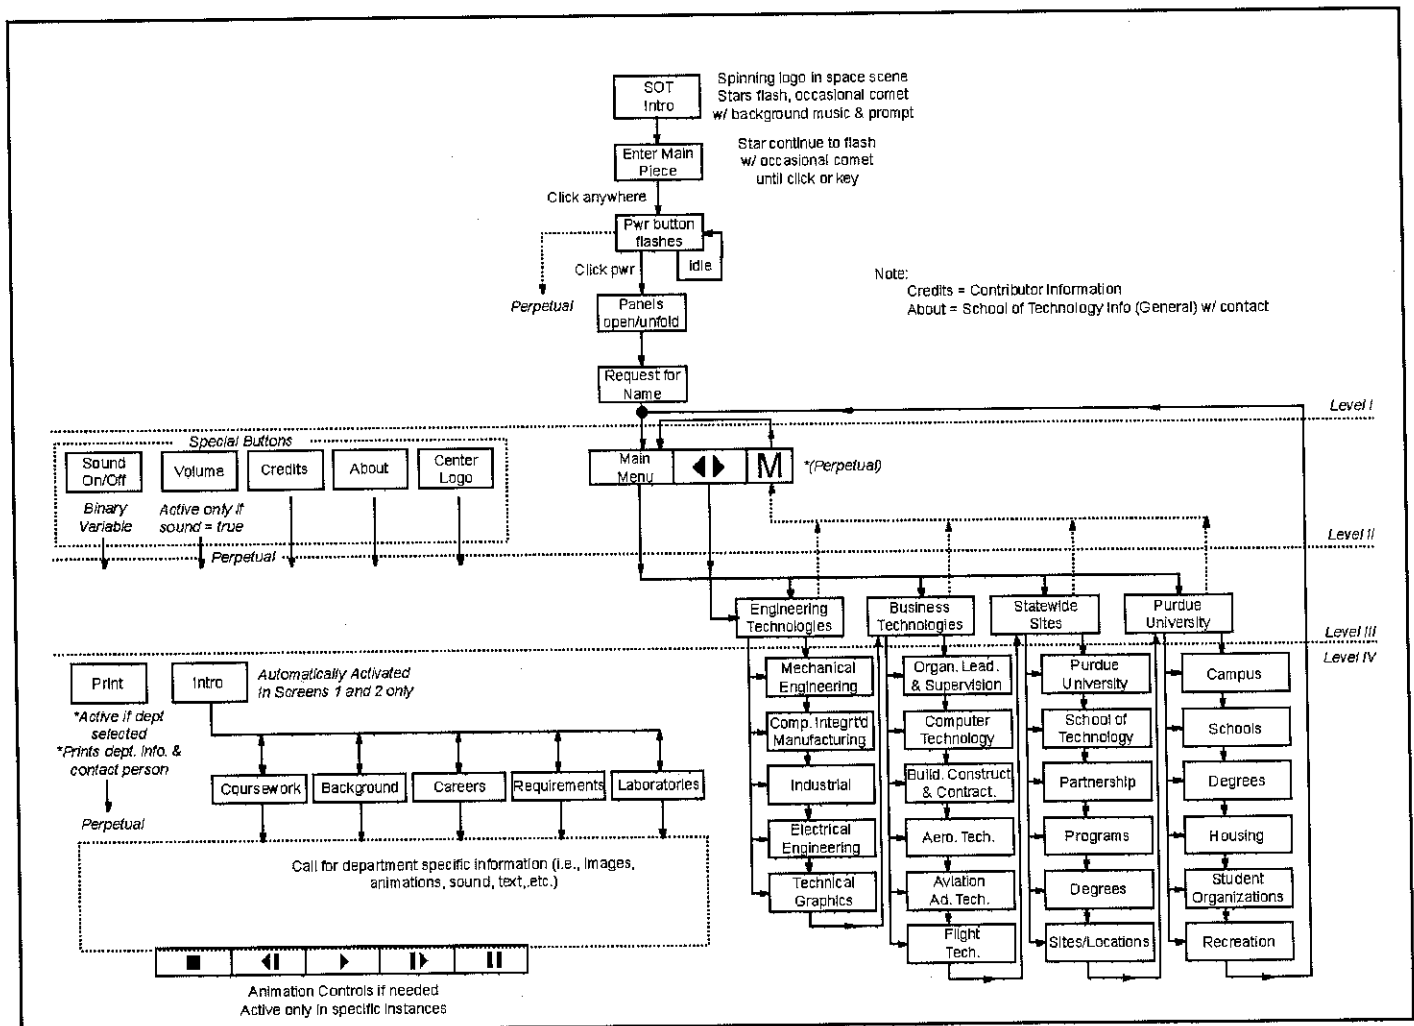 SOT
Intro
Spinning logo in space scene
Stars flash, occasional comet
w/ background music & prompt
Enter Main
Piece
Star continue to flash
w/ occasional comet
until click or key
Click anywhere
Pwr button
flashes
idle
Click pwr
Perpetual
Note:
Credits = Contributor Information
About = School of Technology Info (General) w/ contact
Panels
open/unfold
Request for
Name
Level I
Special Buttons
Sound
On/Off
Volume
Credits
About
Center
Logo
Binary
Variable
Active only if
sound = true
Perpetual
Main
Menu
M
*(Perpetual)
Level II
Engineering
Technologies
Business
Technologies
Statewide
Sites
Purdue
University
Level III
Level IV
Print
Intro
Automatically Activated
in Screens 1 and 2 only
*Active if dept
selected
*Prints dept. info. &
contact person
Perpetual
Coursework
Background
Careers
Requirements
Laboratories
Call for department specific information (i.e., images,
animations, sound, text,.etc.)
Animation Controls if needed
Active only in specific instances
Mechanical
Engineering
Comp. Integrt'd
Manufacturing
Industrial
Electrical
Engineering
Technical
Graphics
Organ. Lead.
& Supervision
Computer
Technology
Build. Construct
& Contract.
Aero. Tech.
Aviation
Ad. Tech.
Flight
Tech.
Purdue
University
School of
Technology
Partnership
Programs
Degrees
Sites/Locations
Campus
Schools
Degrees
Housing
Student
Organizations
Recreation